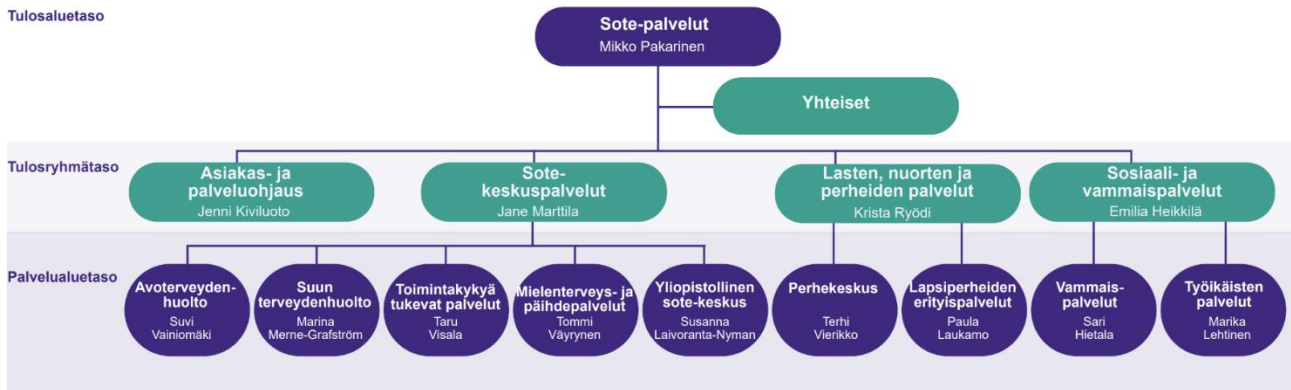 Tulosaluetaso
Sote-palvelut
Mikko Pakarinen
Yhteiset
Tulosryhmätaso
Asiakas- ja
palveluohjaus
Jenni Kiviluoto
Sote-
keskuspalvelut
Jane Marttila
Lasten, nuorten ja
perheiden palvelut
Krista Ryödi
Sosiaali- ja
vammaispalvelut
Emilia Heikkilä
Palvelualuetaso
Avoterveyden-
huolto
Suvi
Vainiomäki
Suun
terveydenhuolto
Marina
Merne-Grafström
Toimintakykyä
tukevat palvelut
Taru
Visala
Mielenterveys- ja
päihdepalvelut
Tommi
Väyrynen
Yliopistollinen
sote-keskus
Susanna
Laivoranta-Nyman
Perhekeskus
Terhi
Vierikko
Lapsiperheiden
erityispalvelut
Paula
Laukamo
Vammais-
palvelut
Sari
Hietala
Työikäisten
palvelut
Marika
Lehtinen